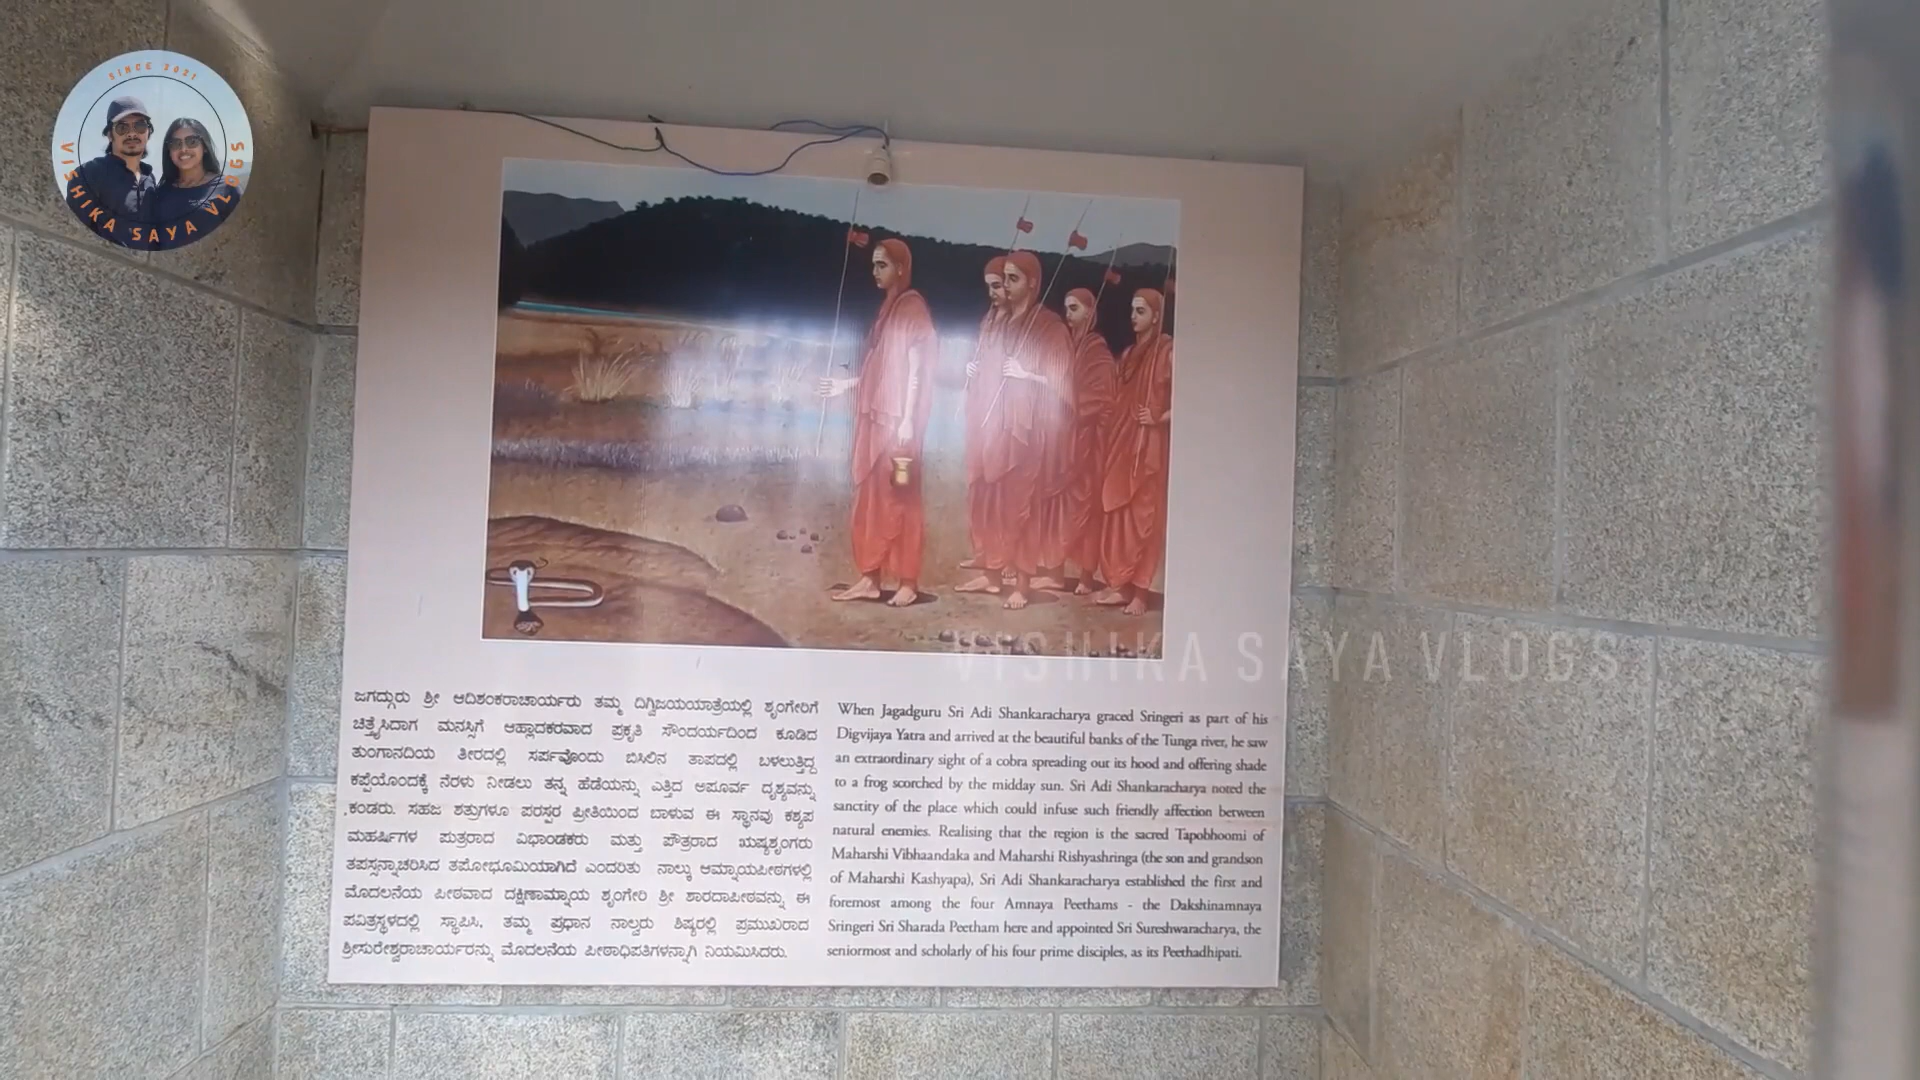 SINCE 2021
VISHIKA SAYA VLOGS
VISHIKA SAYA VLOGS
ಜಗದ್ಗುರು ಶ್ರೀ ಆದಿಶಂಕರಾಚಾರ್ಯರು ತಮ್ಮ ದಿಗ್ವಿಜಯಯಾತ್ರೆಯಲ್ಲಿ ಶೃಂಗೇರಿಗೆ
ಚಿತ್ತೈಸಿದಾಗ ಮನಸ್ಸಿಗೆ ಆಹ್ಲಾದಕರವಾದ ಪ್ರಕೃತಿ ಸೌಂದರ್ಯದಿಂದ ಕೂಡಿದ
ತುಂಗಾನದಿಯ ತೀರದಲ್ಲಿ ಸರ್ಪವೊಂದು ಬಿಸಿಲಿನ ತಾಪದಲ್ಲಿ ಬಳಲುತ್ತಿದ್ದ
ಕಪ್ಪೆಯೊಂದಕ್ಕೆ ನೆರಳು ನೀಡಲು ತನ್ನ ಹೆಡೆಯನ್ನು ಎತ್ತಿದ ಅಪೂರ್ವ ದೃಶ್ಯವನ್ನು
ಕಂಡರು. ಸಹಜ ಶತ್ರುಗಳೂ ಪರಸ್ಪರ ಪ್ರೀತಿಯಿಂದ ಬಾಳುವ ಈ ಸ್ಥಾನವು ಕಶ್ಯಪ
ಮಹರ್ಷಿಗಳ ಪುತ್ರರಾದ ವಿಭಾಂಡಕರು ಮತ್ತು ಪೌತ್ರರಾದ ಋಷ್ಯಶೃಂಗರು
ತಪಸ್ಸನ್ನಾಚರಿಸಿದ ತಪೋಭೂಮಿಯಾಗಿದೆ ಎಂದರಿತು ನಾಲ್ಕು ಆಮ್ನಾಯಪೀಠಗಳಲ್ಲಿ
ಮೊದಲನೆಯ ಪೀಠವಾದ ದಕ್ಷಿಣಾಮ್ನಾಯ ಶೃಂಗೇರಿ ಶ್ರೀ ಶಾರದಾಪೀಠವನ್ನು ಈ
ಪವಿತ್ರಸ್ಥಳದಲ್ಲಿ ಸ್ಥಾಪಿಸಿ, ತಮ್ಮ ಪ್ರಧಾನ ನಾಲ್ವರು ಶಿಷ್ಯರಲ್ಲಿ ಪ್ರಮುಖರಾದ
ಶ್ರೀಸುರೇಶ್ವರಾಚಾರ್ಯರನ್ನು ಮೊದಲನೆಯ ಪೀಠಾಧಿಪತಿಗಳನ್ನಾಗಿ ನಿಯಮಿಸಿದರು.
When Jagadguru Sri Adi Shankaracharya graced Sringeri as part of his
Digvijaya Yatra and arrived at the beautiful banks of the Tunga river, he saw
an extraordinary sight of a cobra spreading out its hood and offering shade
to a frog scorched by the midday sun. Sri Adi Shankaracharya noted the
sanctity of the place which could infuse such friendly affection between
natural enemies. Realising that the region is the sacred Tapobhoomi of
Maharshi Vibhaandaka and Maharshi Rishyashringa (the son and grandson
of Maharshi Kashyapa), Sri Adi Shankaracharya established the first and
foremost among the four Amnaya Peethams - the Dakshinamnaya
Sringeri Sri Sharada Peetham here and appointed Sri Sureshwaracharya, the
seniormost and scholarly of his four prime disciples, as its Peethadhipati.